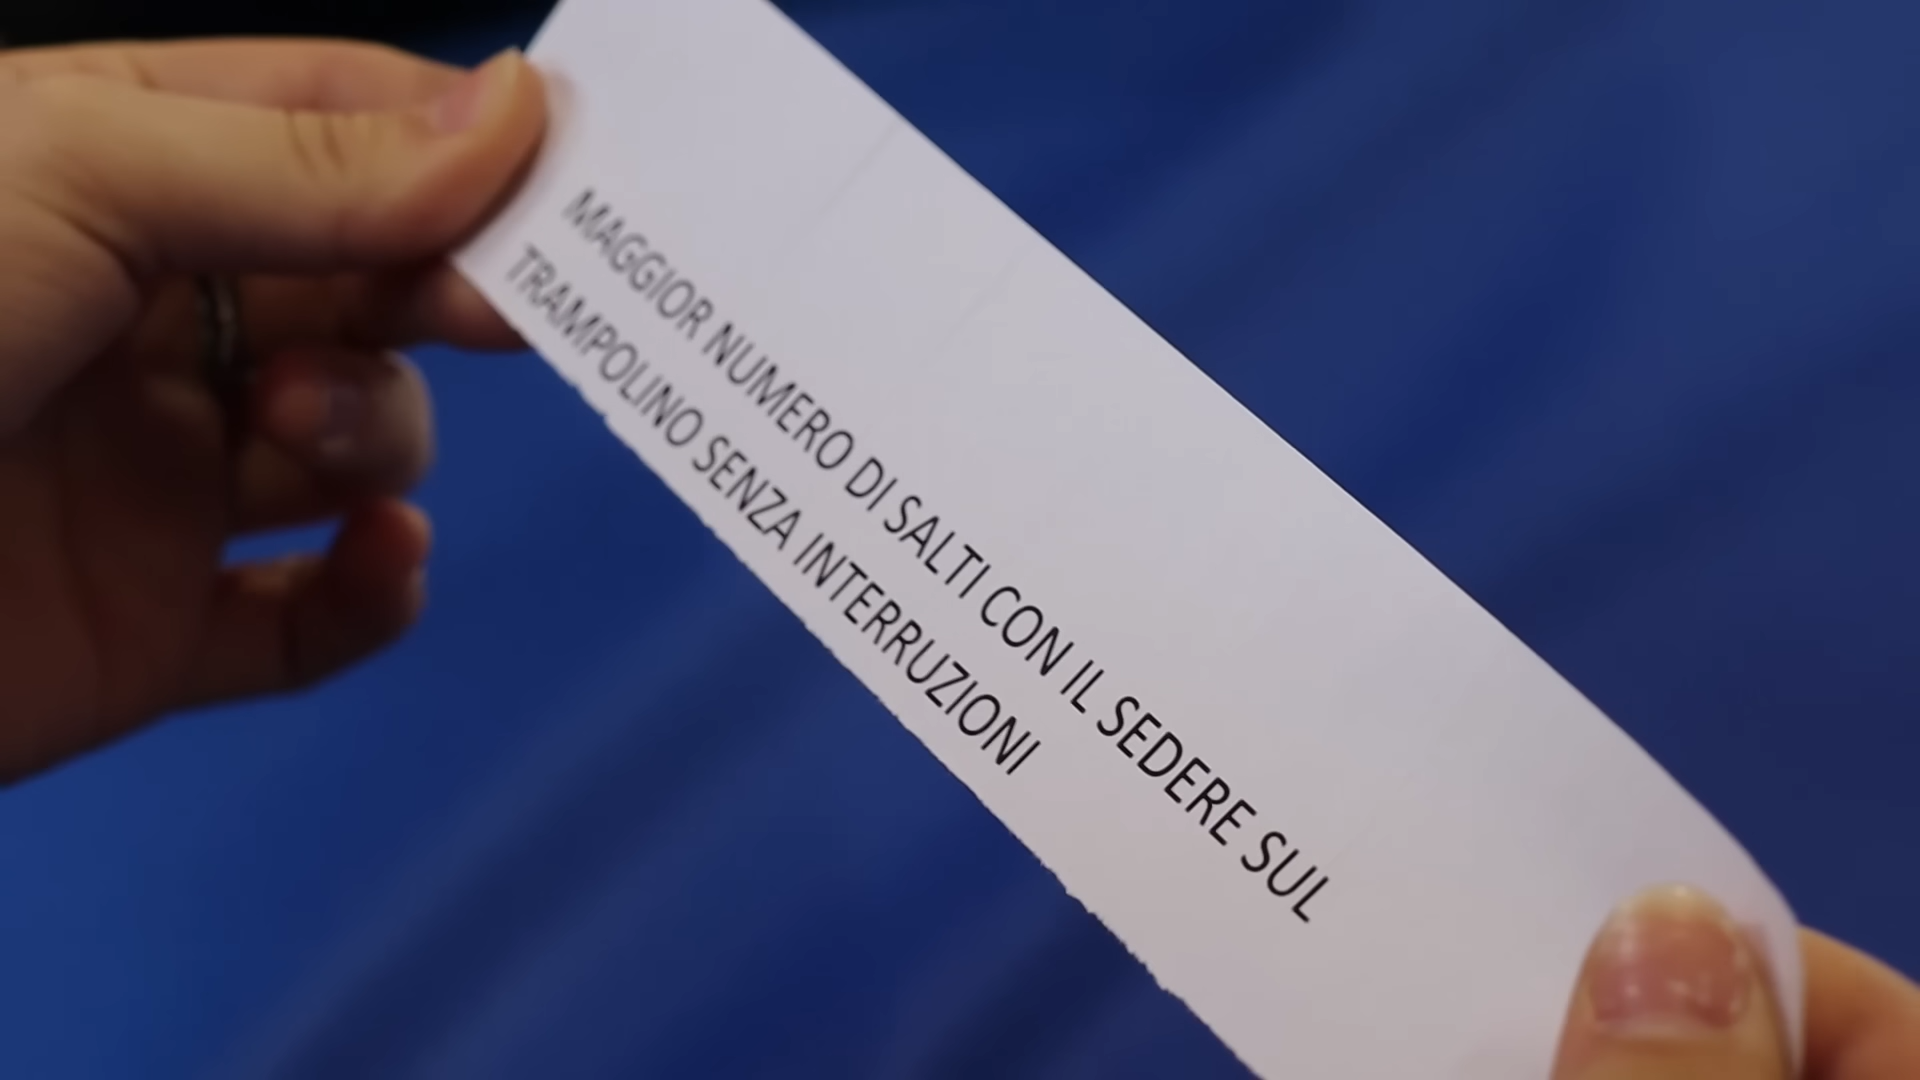 MAGGIOR NUMERO DI SALTI CON IL SEDERE SUL
TRAMPOLINO SENZA INTERRUZIONI